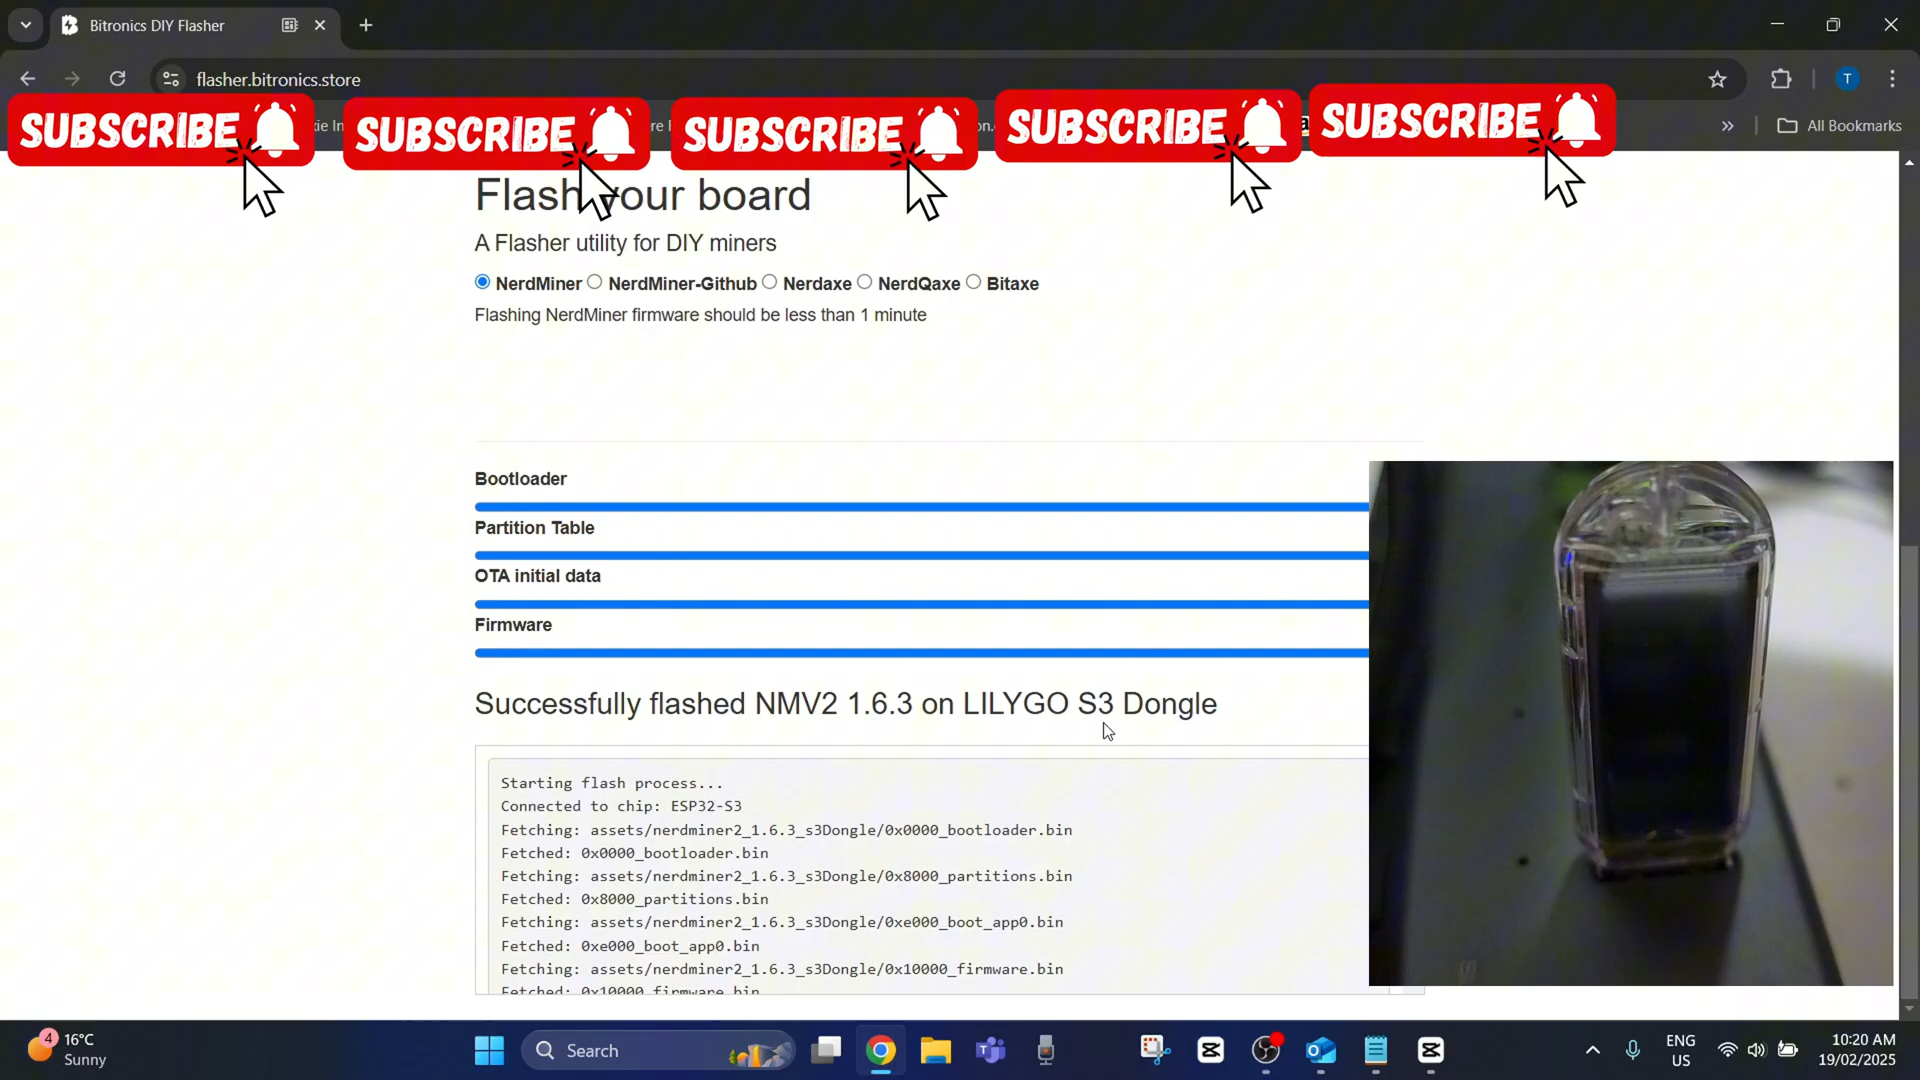 Bitronics DIY Flasher
flasher.bitronics.store
T
SUBSCRIBE
SUBSCRIBE
SUBSCRIBE
SUBSCRIBE
SUBSCRIBE
All Bookmarks
Flash your board
A Flasher utility for DIY miners
NerdMiner NerdMiner-Github Nerdaxe NerdQaxe Bitaxe
Flashing NerdMiner firmware should be less than 1 minute
Bootloader
Partition Table
OTA initial data
Firmware
Successfully flashed NMV2 1.6.3 on LILYGO S3 Dongle
Starting flash process...
Connected to chip: ESP32-S3
Fetching: assets/nerdminer2_1.6.3_s3Dongle/0x0000_bootloader.bin
Fetched: 0x0000_bootloader.bin
Fetching: assets/nerdminer2_1.6.3_s3Dongle/0x8000_partitions.bin
Fetched: 0x8000_partitions.bin
Fetching: assets/nerdminer2_1.6.3_s3Dongle/0xe000_boot_app0.bin
Fetched: 0xe000_boot_app0.bin
Fetching: assets/nerdminer2_1.6.3_s3Dongle/0x10000_firmware.bin
Fetched: 0x10000_firmware.bin
4
16°C
Sunny
Search
ENG
US
10:20 AM
19/02/2025